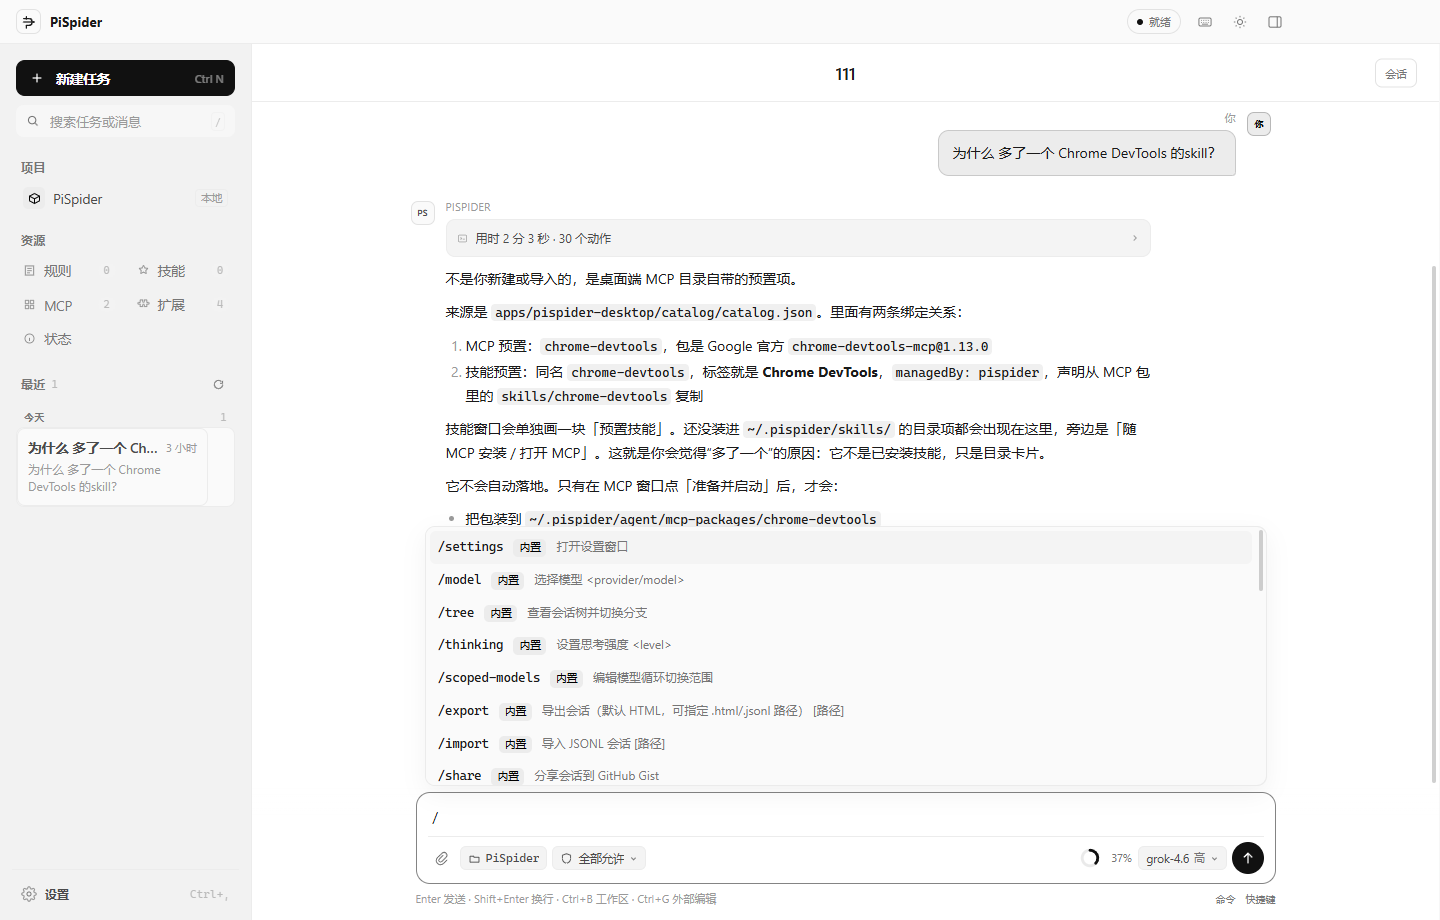 PiSpider
就绪
新建任务 Ctrl N
搜索任务或消息 /
项目
PiSpider 本地
资源
规则 0 技能 0
MCP 2 扩展 4
状态
最近 1
今天 1
为什么 多了一个 Ch... 3 小时
为什么 多了一个 Chrome
DevTools 的skill?
设置 Ctrl+,
111
会话
你
你
为什么 多了一个 Chrome DevTools 的skill?
PS
PISPIDER
用时 2 分 3 秒 · 30 个动作
不是你新建或导入的，是桌面端 MCP 目录自带的预置项。
来源是 apps/pispider-desktop/catalog/catalog.json。里面有两条绑定关系：
1. MCP 预置：chrome-devtools，包是 Google 官方 chrome-devtools-mcp@1.13.0
2. 技能预置：同名 chrome-devtools，标签就是 Chrome DevTools，managedBy: pispider，声明从 MCP 包
里的 skills/chrome-devtools 复制
技能窗口会单独画一块「预置技能」。还没装进 ~/.pispider/skills/ 的目录项都会出现在这里，旁边是「随
MCP 安装 / 打开 MCP」。这就是你会觉得“多了一个”的原因：它不是已安装技能，只是目录卡片。
它不会自动落地。只有在 MCP 窗口点「准备并启动」后，才会：
• 把包装到 ~/.pispider/agent/mcp-packages/chrome-devtools
/settings 内置 打开设置窗口
/model 内置 选择模型 <provider/model>
/tree 内置 查看会话树并切换分支
/thinking 内置 设置思考强度 <level>
/scoped-models 内置 编辑模型循环切换范围
/export 内置 导出会话（默认 HTML，可指定 .html/.jsonl 路径） [路径]
/import 内置 导入 JSONL 会话 [路径]
/share 内置 分享会话到 GitHub Gist
/
PiSpider 全部允许 37% grok-4.6 高
Enter 发送 · Shift+Enter 换行 · Ctrl+B 工作区 · Ctrl+G 外部编辑 命令 快捷键